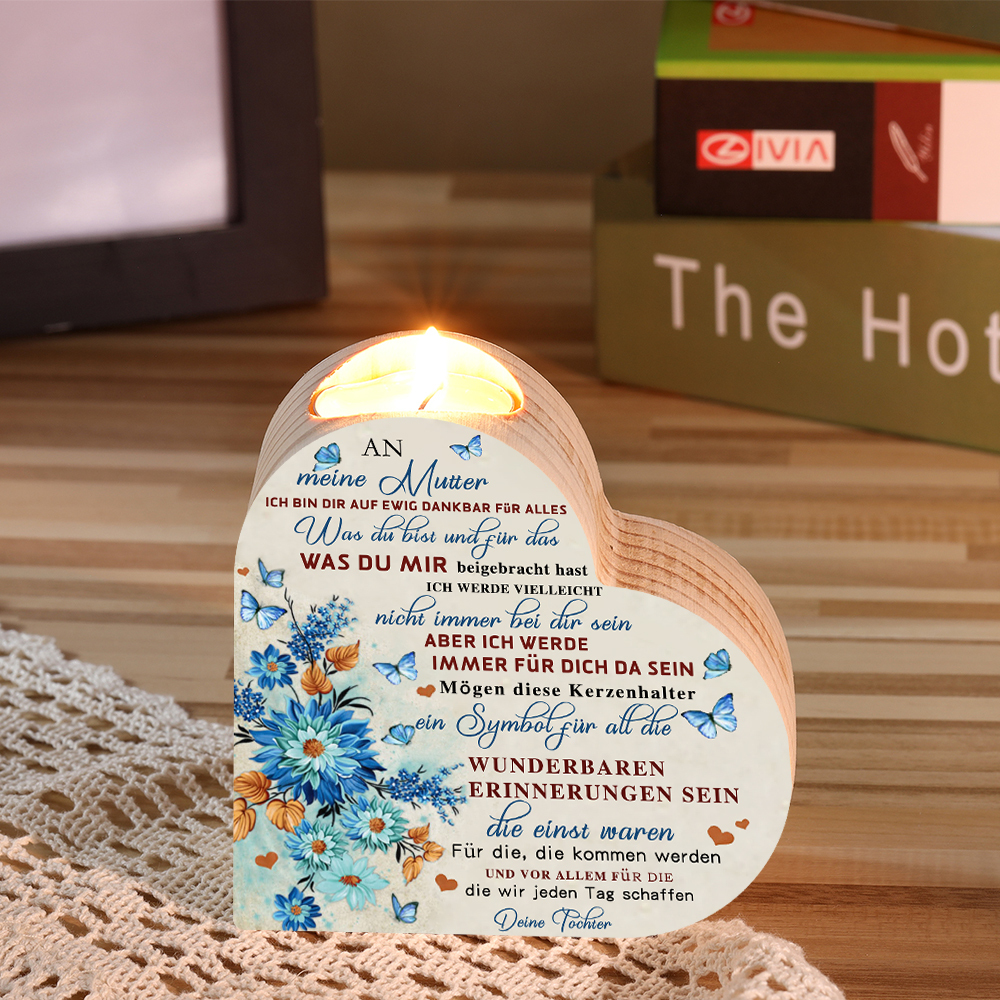 IVIA
The Hot
AN
meine Mutter
ICH BIN DIR AUF EWIG DANKBAR FüR ALLES
Was du bist und für das
WAS DU MIR beigebracht hast
ICH WERDE VIELLEICHT
nicht immer bei dir sein
ABER ICH WERDE
IMMER FÜR DICH DA SEIN
Mögen diese Kerzenhalter
ein Symbol für all die
WUNDERBAREN
ERINNERUNGEN SEIN
die einst waren
Für die, die kommen werden
UND VOR ALLEM FüR DIE
die wir jeden Tag schaffen
Deine Tochter